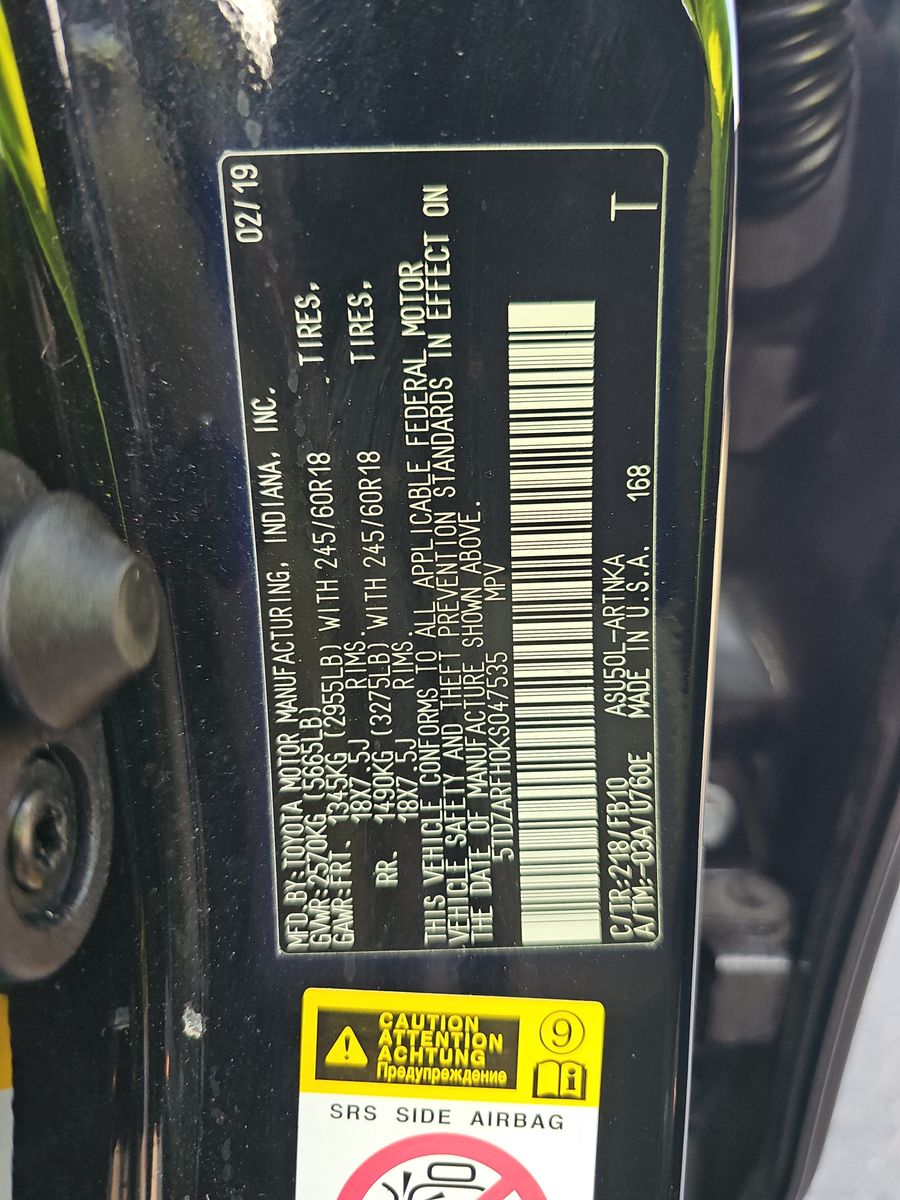 MFD.BY:TOYOTA MOTOR MANUFACTURING, INDIANA, INC. 02/19
GVWR:2570KG (5665LB)
GAWR:FRT. 1345KG (2955LB) WITH 245/60R18 TIRES,
18X7.5J RIMS.
RR. 1490KG (3275LB) WITH 245/60R18 TIRES,
18X7.5J RIMS.
THIS VEHICLE CONFORMS TO ALL APPLICABLE FEDERAL MOTOR
VEHICLE SAFETY AND THEFT PREVENTION STANDARDS IN EFFECT ON
THE DATE OF MANUFACTURE SHOWN ABOVE.
5TDZARFH0KS047535 MPV
C/TR:218/FB10 ASU50L-ARTNKA T
A/TM:-03A/U760E MADE IN U.S.A. 168
CAUTION
ATTENTION
ACHTUNG
Предупреждение
9
i
SRS SIDE AIRBAG